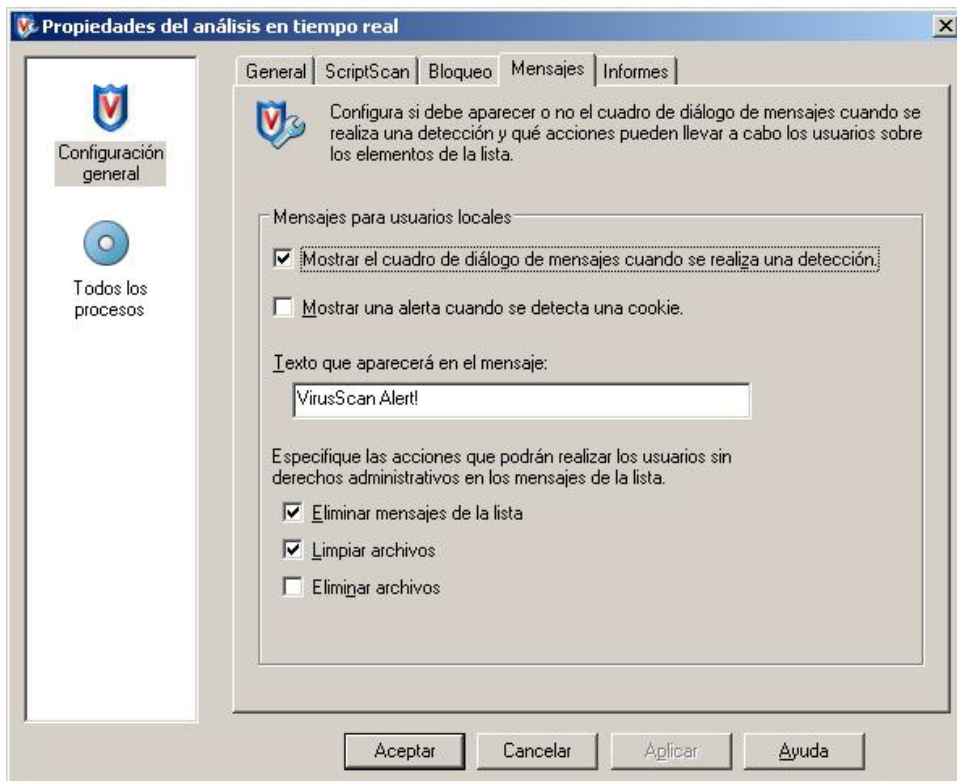 Propiedades del análisis en tiempo real
Configuración
general
Todos los
procesos
General
ScriptScan
Bloqueo
Mensajes
Informes
Configura si debe aparecer o no el cuadro de diálogo de mensajes cuando se
realiza una detección y qué acciones pueden llevar a cabo los usuarios sobre
los elementos de la lista.
Mensajes para usuarios locales
Mostrar el cuadro de diálogo de mensajes cuando se realiza una detección.
Mostrar una alerta cuando se detecta una cookie.
Texto que aparecerá en el mensaje:
VirusScan Alert!
Especifique las acciones que podrán realizar los usuarios sin
derechos administrativos en los mensajes de la lista.
Eliminar mensajes de la lista
Limpiar archivos
Eliminar archivos
Aceptar
Cancelar
Aplicar
Ayuda